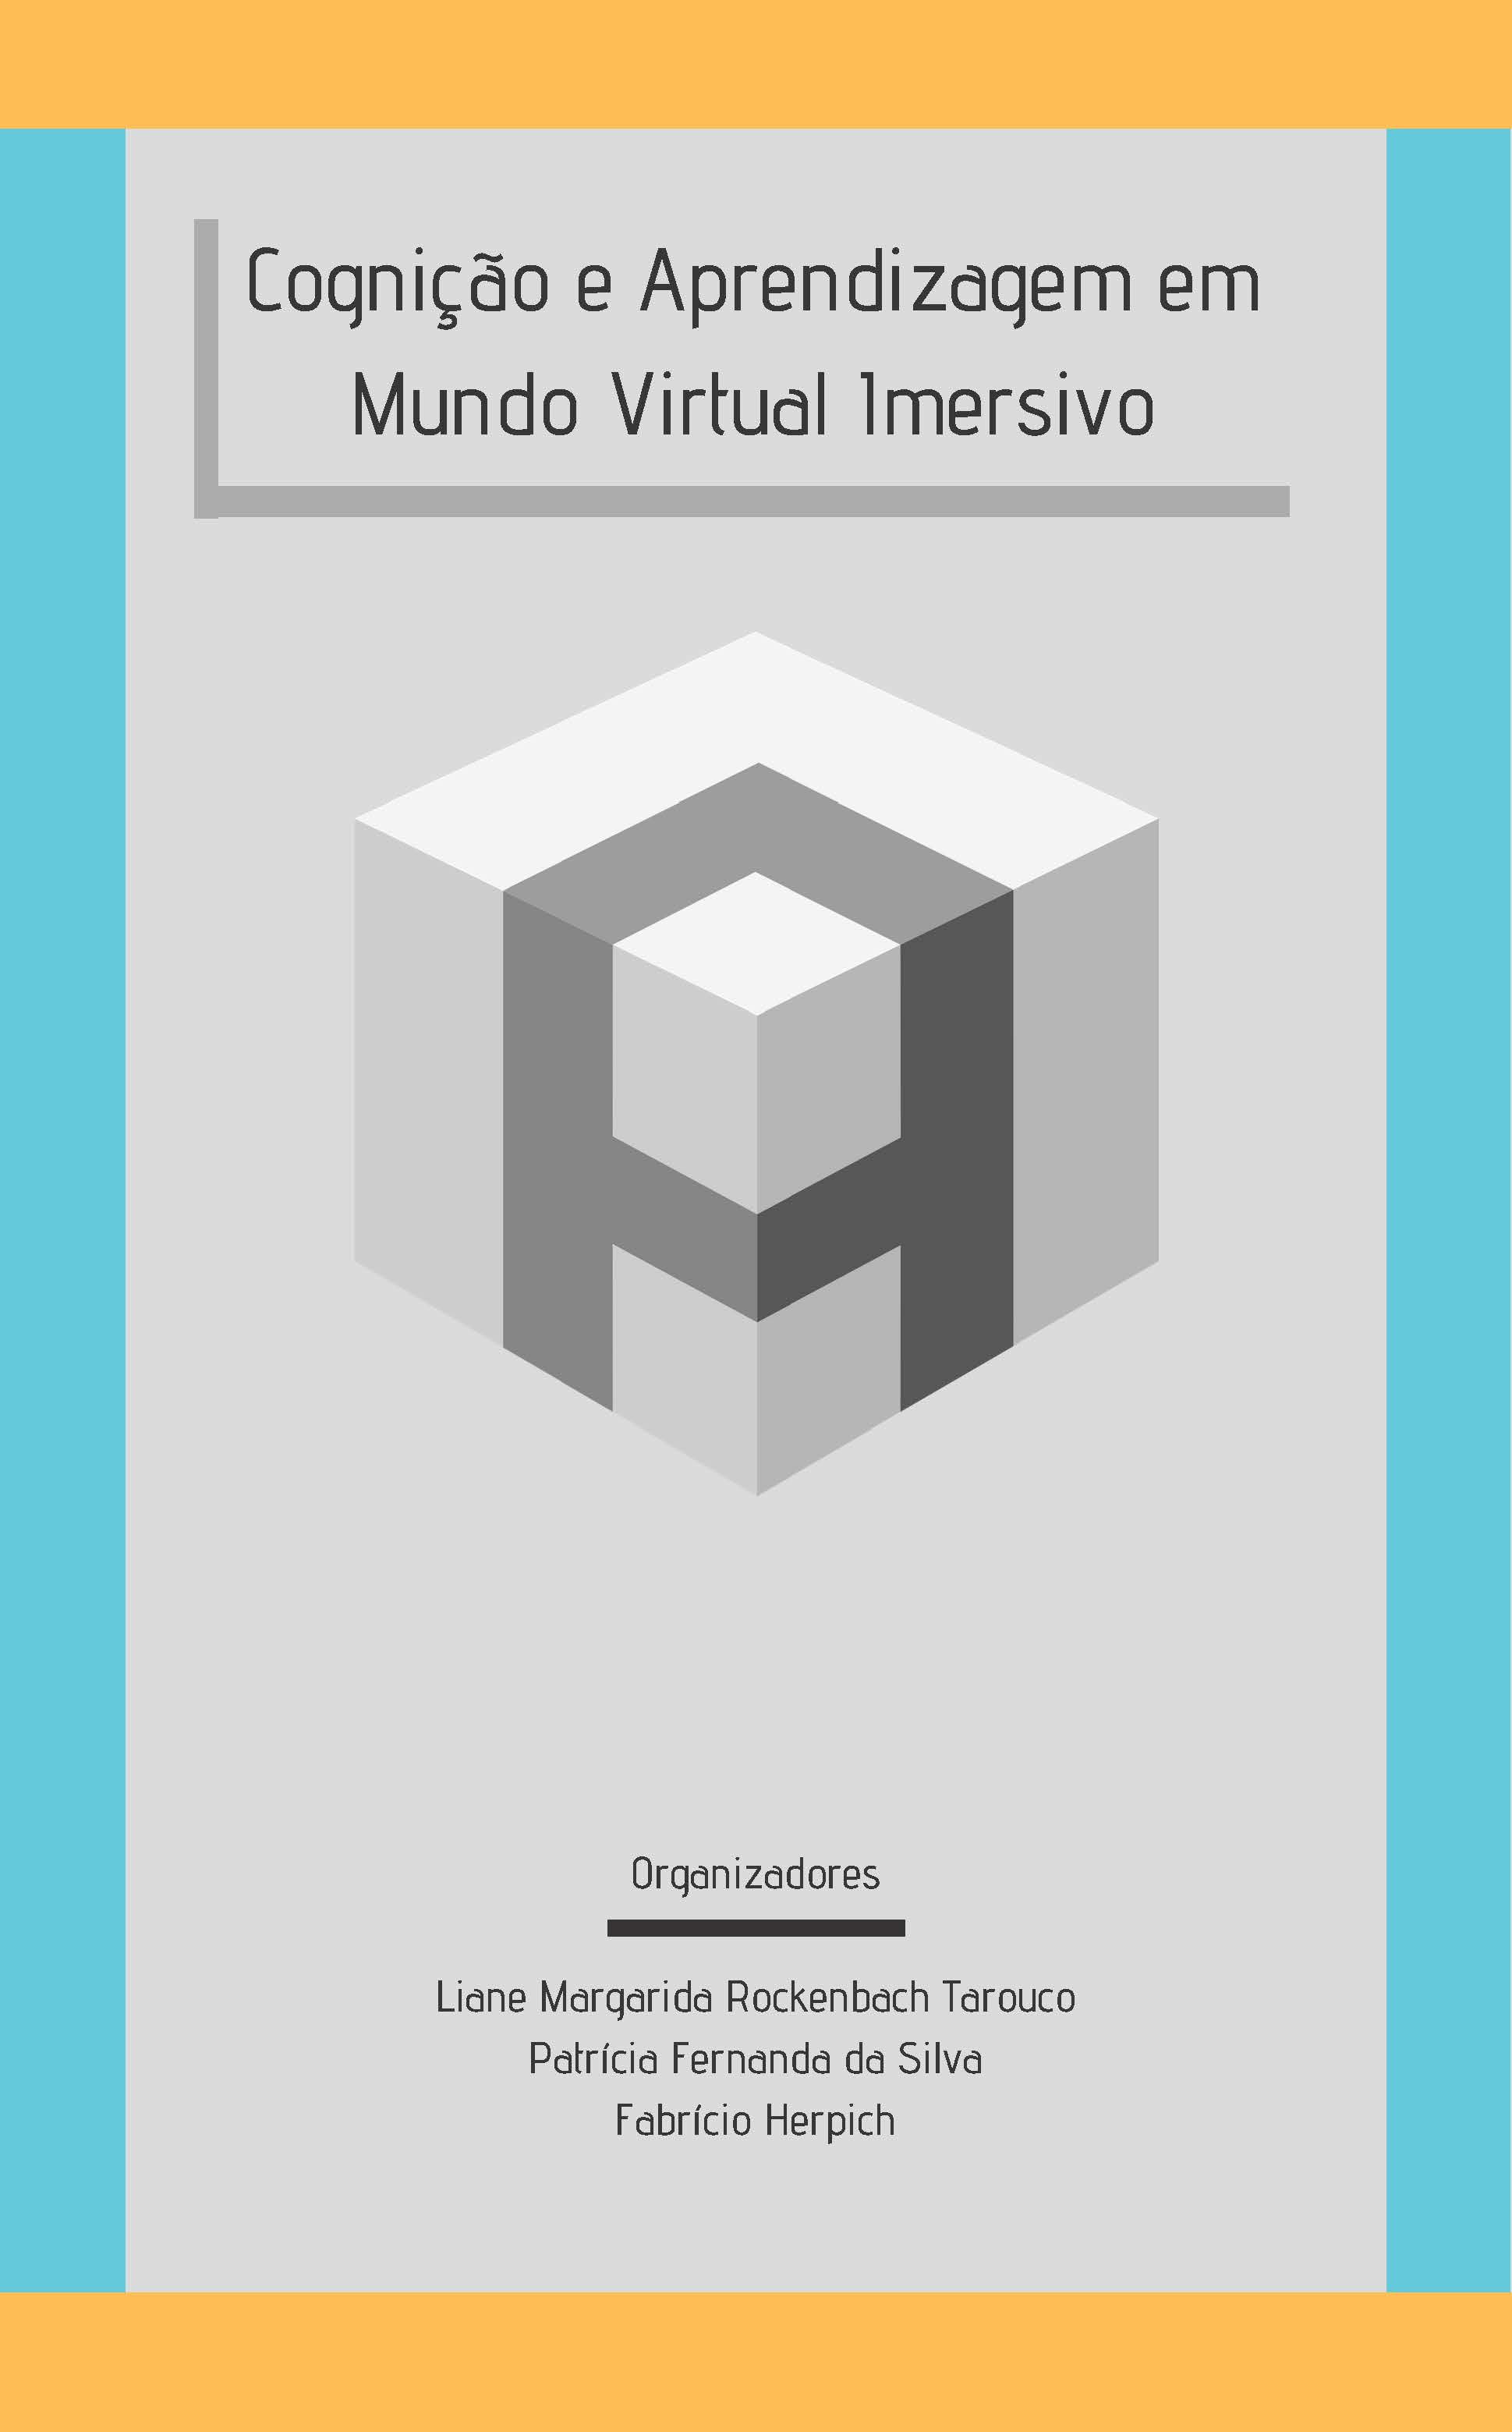 Cognição e Aprendizagem em
Mundo Virtual Imersivo
Organizadores
Liane Margarida Rockenbach Tarouco
Patrícia Fernanda da Silva
Fabrício Herpich